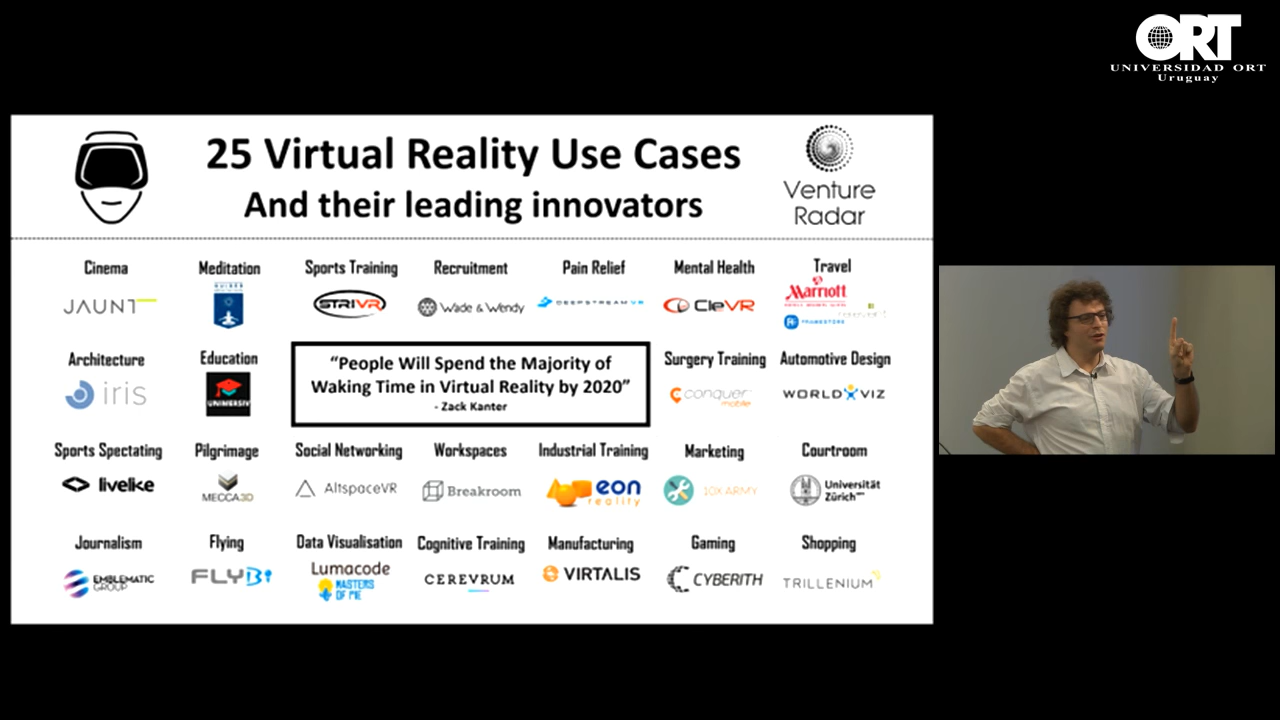 ORT
UNIVERSIDAD ORT
Uruguay
25 Virtual Reality Use Cases
And their leading innovators
Venture
Radar
Cinema
JAUNT
Meditation
Sports Training
STRIVR
Recruitment
Wade & Wendy
Pain Relief
DEEPSTREAM VR
Mental Health
CleVR
Travel
Marriott
FRAMESTORE
Architecture
iris
Education
UNIMERSIV
"People Will Spend the Majority of
Waking Time in Virtual Reality by 2020"
- Zack Kanter
Surgery Training
conquer
mobile
Automotive Design
WORLD VIZ
Sports Spectating
livelike
Pilgrimage
MECCA3D
Social Networking
AltspaceVR
Workspaces
Breakroom
Industrial Training
eon
reality
Marketing
10X ARMY
Courtroom
Universität
Zürich
Journalism
EMBLEMATIC
GROUP
Flying
FLYBi
Data Visualisation
Lumacode
MASTERS
OF PIE
Cognitive Training
CEREVRUM
Manufacturing
VIRTALIS
Gaming
CYBERITH
Shopping
TRILLENIUM